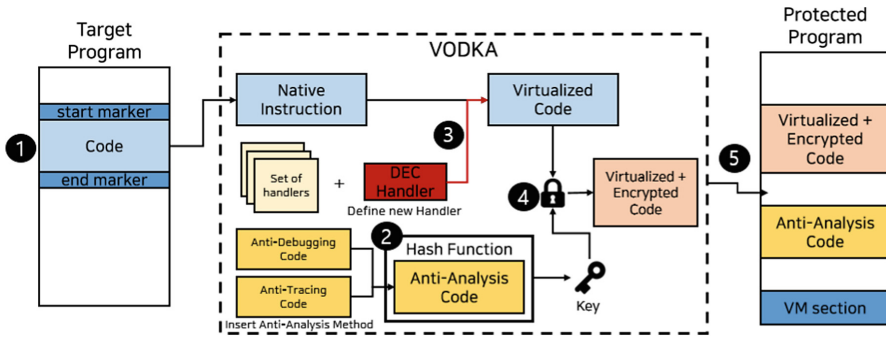 Target
Program
start marker
1
Code
end marker
VODKA
Native
Instruction
3
Virtualized
Code
Set of
handlers
+
DEC
Handler
Define new Handler
4
Virtualized +
Encrypted
Code
Anti-Debugging
Code
Anti-Tracing
Code
Insert Anti-Analysis Method
2
Hash Function
Anti-Analysis
Code
Key
5
Protected
Program
Virtualized +
Encrypted
Code
Anti-Analysis
Code
VM section